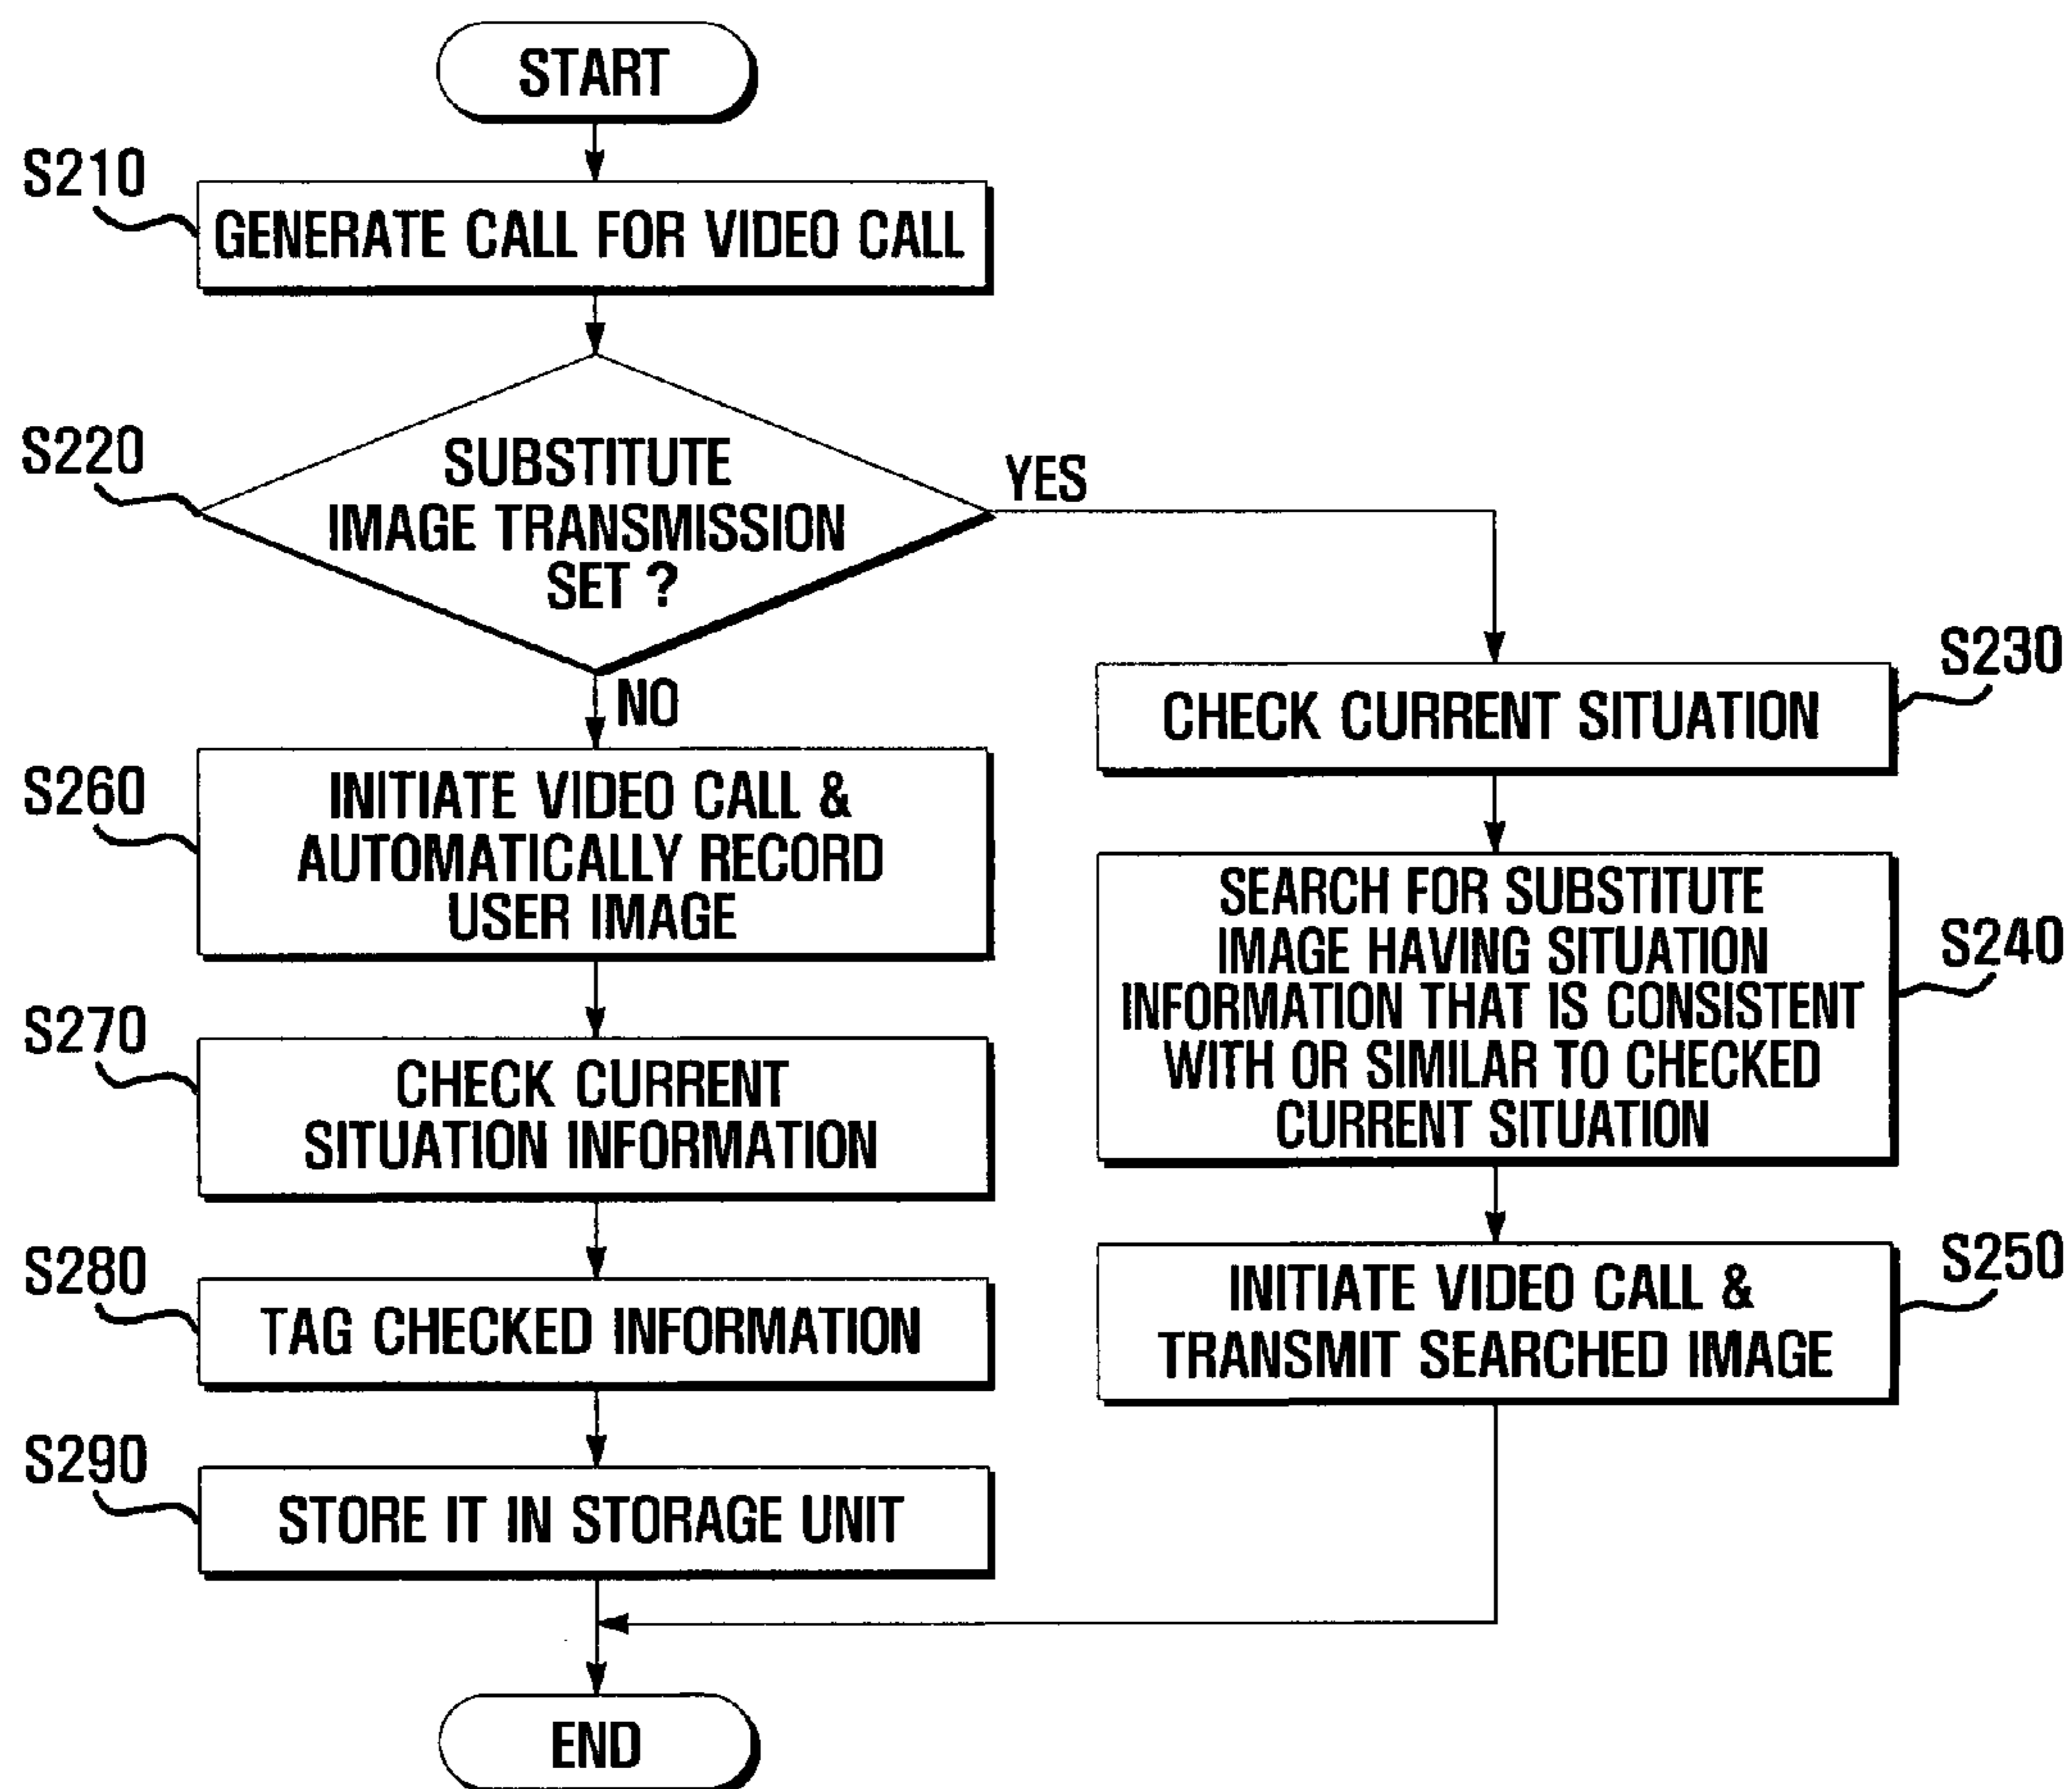 START
S210
GENERATE CALL FOR VIDEO CALL
S220
SUBSTITUTE
IMAGE TRANSMISSION
SET ?
YES
NO
S230
CHECK CURRENT SITUATION
S240
SEARCH FOR SUBSTITUTE
IMAGE HAVING SITUATION
INFORMATION THAT IS CONSISTENT
WITH OR SIMILAR TO CHECKED
CURRENT SITUATION
S250
INITIATE VIDEO CALL &
TRANSMIT SEARCHED IMAGE
S260
INITIATE VIDEO CALL &
AUTOMATICALLY RECORD
USER IMAGE
S270
CHECK CURRENT
SITUATION INFORMATION
S280
TAG CHECKED INFORMATION
S290
STORE IT IN STORAGE UNIT
END